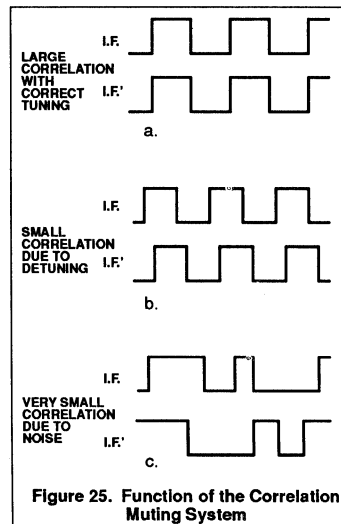 I.F.
LARGE
CORRELATION
WITH
CORRECT
TUNING
I.F.'
a.
I.F.
SMALL
CORRELATION
DUE TO
DETUNING
I.F.'
b.
I.F.
VERY SMALL
CORRELATION
DUE TO
NOISE
I.F.'
c.
Figure 25. Function of the Correlation
Muting System